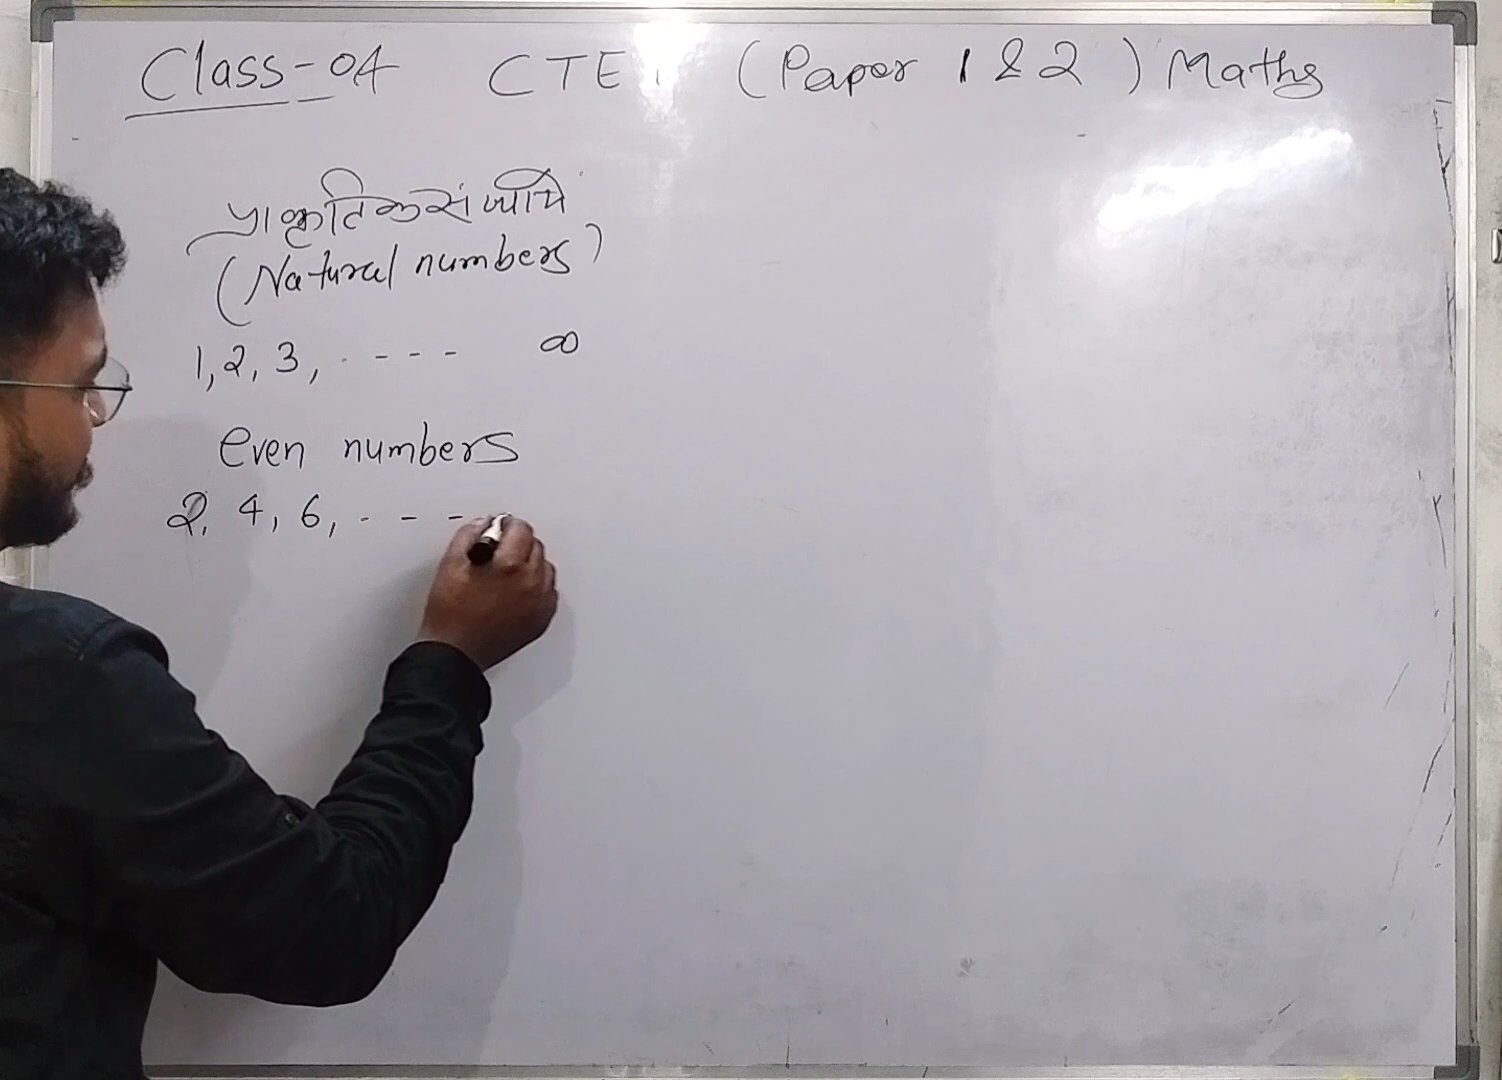 Class-04 CTET (Paper 1 & 2) Maths
प्राकृतिक संख्यायें
(Natural numbers)
1, 2, 3, ---- ∞
even numbers
2, 4, 6, ---